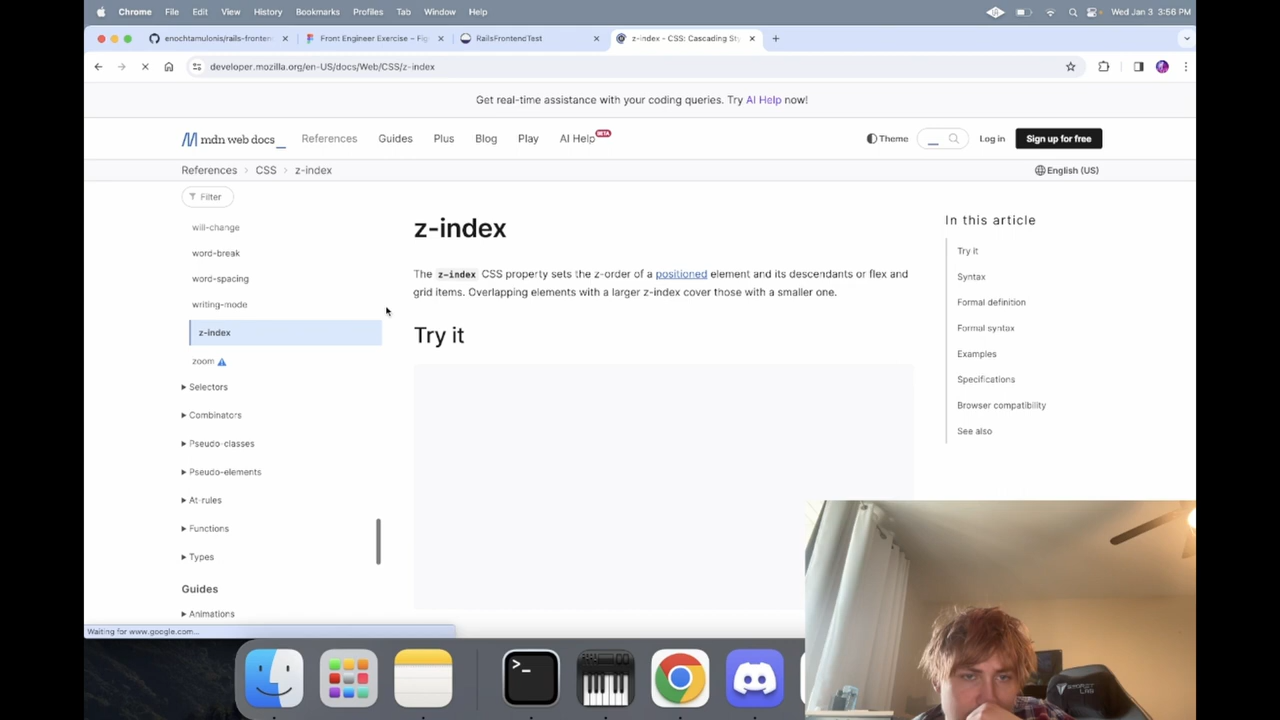 Chrome File Edit View History Bookmarks Profiles Tab Window Help Wed Jan 3 3:56 PM
enochtamulonis/rails-fronten Front Engineer Exercise – Fig RailsFrontendTest z-index - CSS: Cascading St
developer.mozilla.org/en-US/docs/Web/CSS/z-index
Get real-time assistance with your coding queries. Try AI Help now!
mdn web docs_ References Guides Plus Blog Play AI Help BETA Theme Log in Sign up for free
References CSS z-index English (US)
Filter
will-change
word-break
word-spacing
writing-mode
z-index
zoom
Selectors
Combinators
Pseudo-classes
Pseudo-elements
At-rules
Functions
Types
Guides
Animations
z-index
The z-index CSS property sets the z-order of a positioned element and its descendants or flex and
grid items. Overlapping elements with a larger z-index cover those with a smaller one.
Try it
In this article
Try it
Syntax
Formal definition
Formal syntax
Examples
Specifications
Browser compatibility
See also
Waiting for www.google.com...